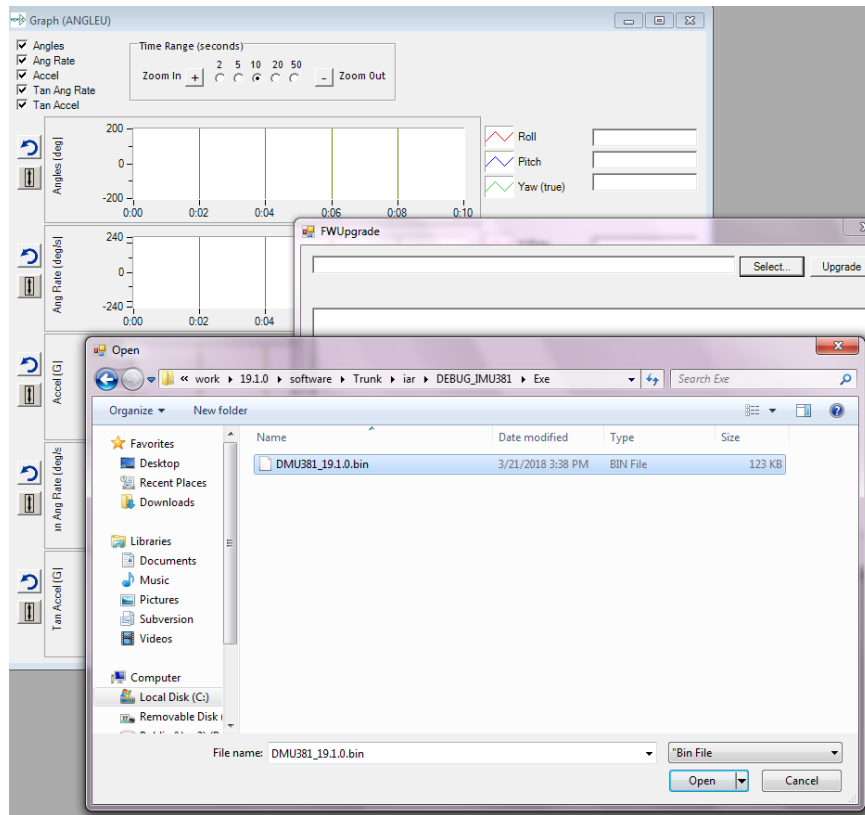 Graph (ANGLEU)
Angles
Ang Rate
Accel
Tan Ang Rate
Tan Accel
Time Range (seconds)
2 5 10 20 50
Zoom In + - Zoom Out
Angles (deg)
200
0
-200
0:00 0:02 0:04 0:06 0:08 0:10
Roll
Pitch
Yaw (true)
Ang Rate (deg/s)
240
0
-240
0:00 0:02 0:04
FWUpgrade
Select... Upgrade
Accel (G)
an Ang Rate (deg/s
Tan Accel (G)
Open
« work 19.1.0 software Trunk iar DEBUG_IMU381 Exe
Search Exe
Organize New folder
Name Date modified Type Size
DMU381_19.1.0.bin 3/21/2018 3:38 PM BIN File 123 KB
Favorites
Desktop
Recent Places
Downloads
Libraries
Documents
Music
Pictures
Subversion
Videos
Computer
Local Disk (C:)
Removable Disk
File name: DMU381_19.1.0.bin
"Bin File
Open Cancel